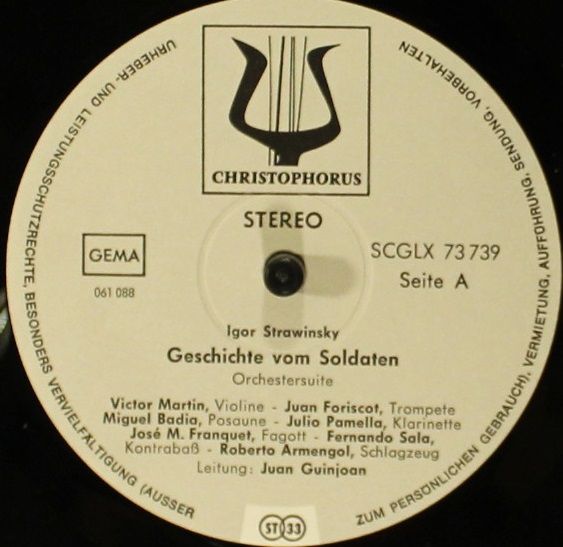 CHRISTOPHORUS
STEREO
GEMA
061 088
SCGLX 73 739
Seite A
Igor Strawinsky
Geschichte vom Soldaten
Orchestersuite
Victor Martin, Violine - Juan Foriscot, Trompete
Miguel Badia, Posaune - Julio Pamella, Klarinette
José M. Franquet, Fagott - Fernando Sala,
Kontrabaß - Roberto Armengol, Schlagzeug
Leitung: Juan Guinjoan
ST 33
URHEBER- UND LEISTUNGSSCHUTZRECHTE, BESONDERS VERVIELFÄLTIGUNG (AUSSER
ZUM PERSÖNLICHEN GEBRAUCH), VERMIETUNG, AUFFÜHRUNG, SENDUNG, VORBEHALTEN